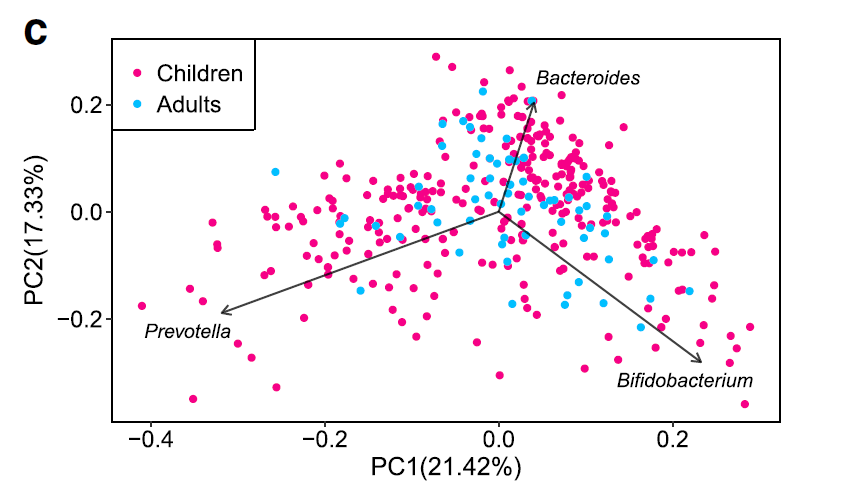 c
Children
Adults
Bacteroides
0.2
0.0
−0.2
PC2(17.33%)
Prevotella
Bifidobacterium
−0.4
−0.2
0.0
0.2
PC1(21.42%)